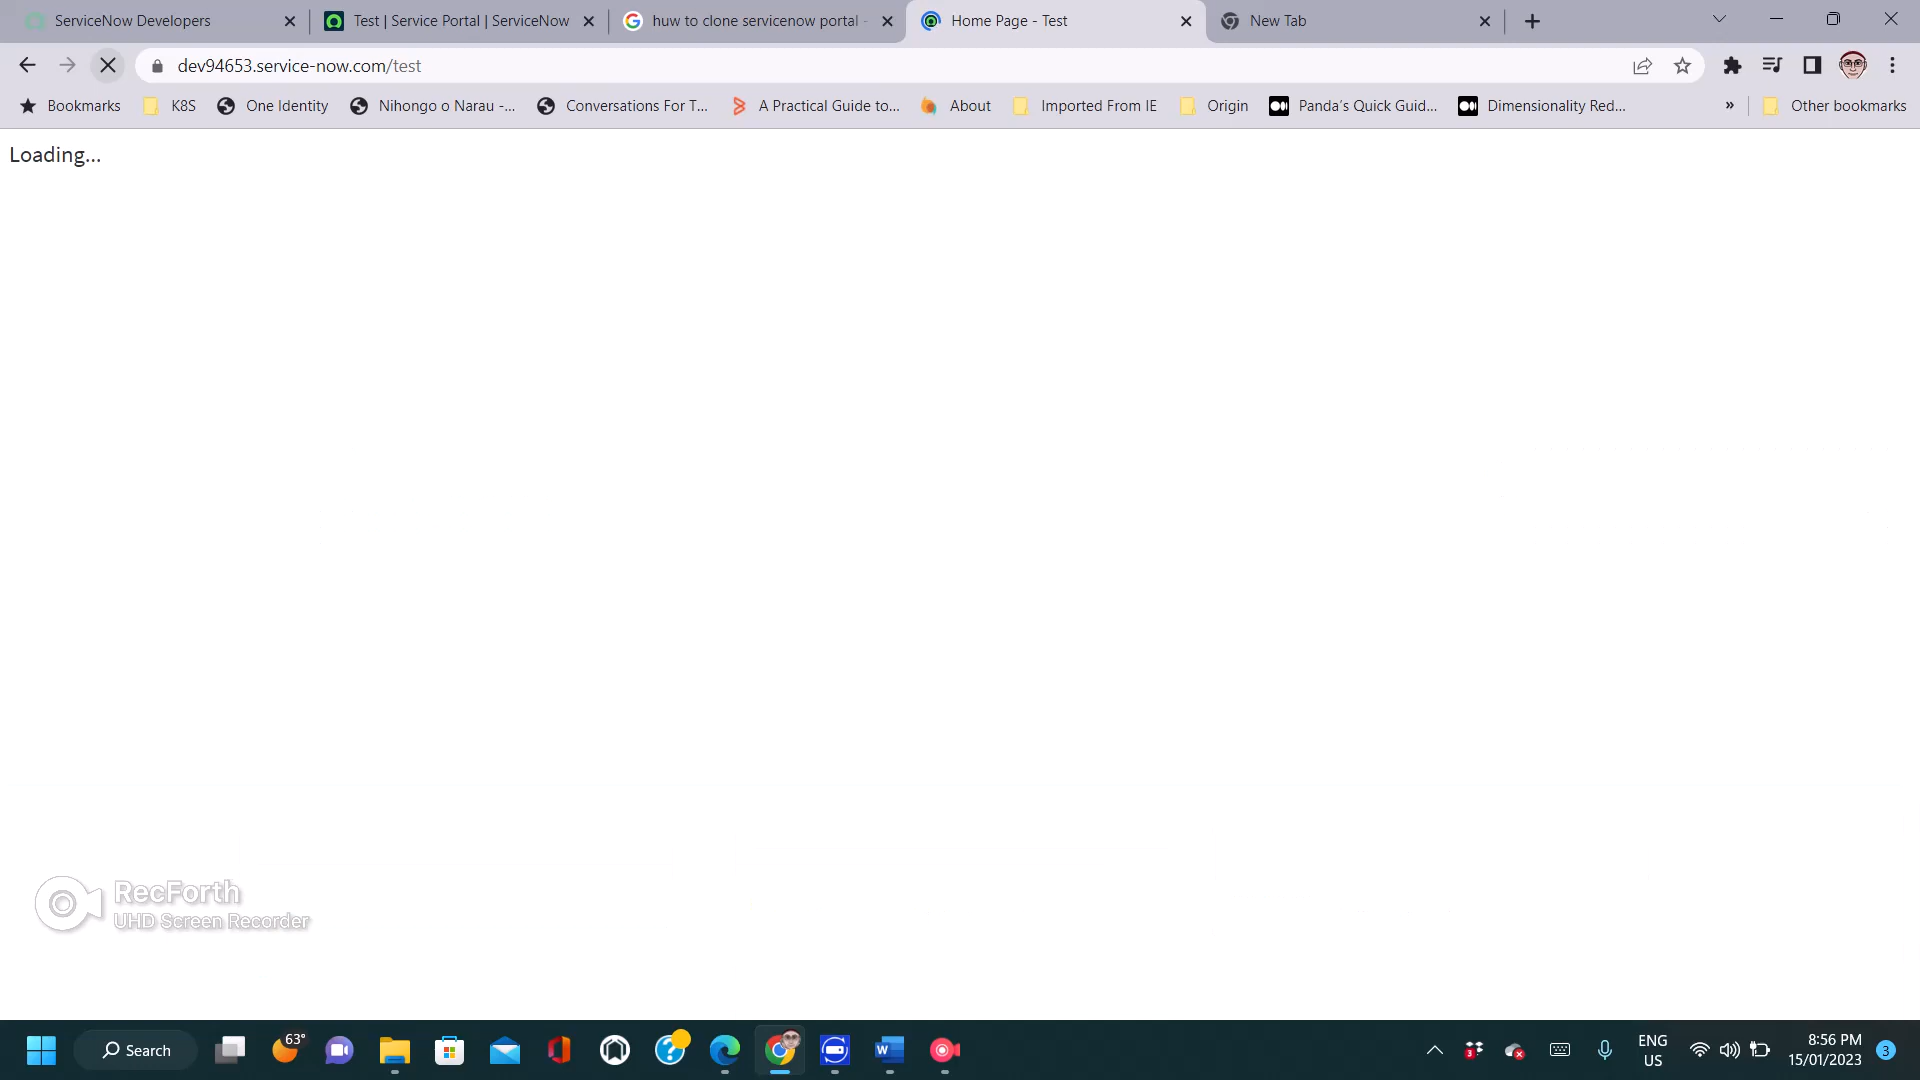 ServiceNow Developers
Test | Service Portal | ServiceNow
huw to clone servicenow portal -
Home Page - Test
New Tab
dev94653.service-now.com/test
Bookmarks
K8S
One Identity
Nihongo o Narau -...
Conversations For T...
A Practical Guide to...
About
Imported From IE
Origin
Panda's Quick Guid...
Dimensionality Red...
»
Other bookmarks
Loading...
RecForth
UHD Screen Recorder
Search
63°
ENG
US
8:56 PM
15/01/2023
3